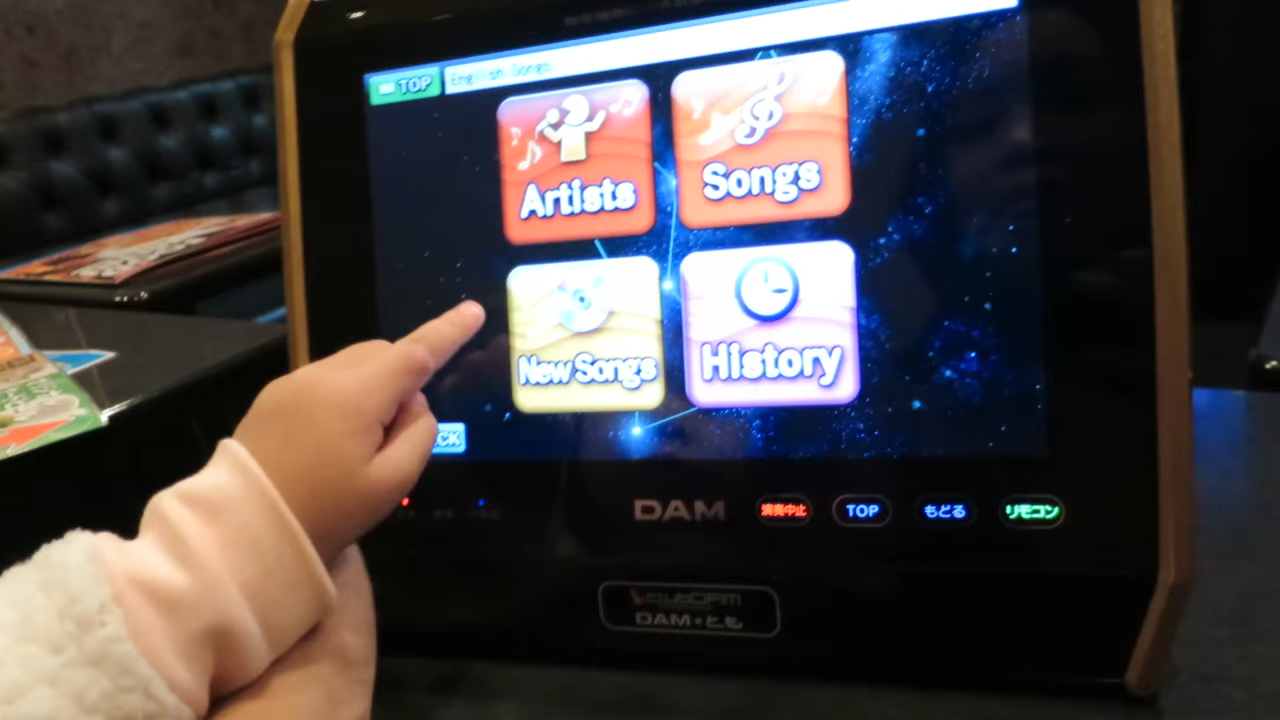 TOP
English Songs
Artists
Songs
New Songs
History
CK
DAM
演奏中止
TOP
もどる
リモコン
DAM★とも